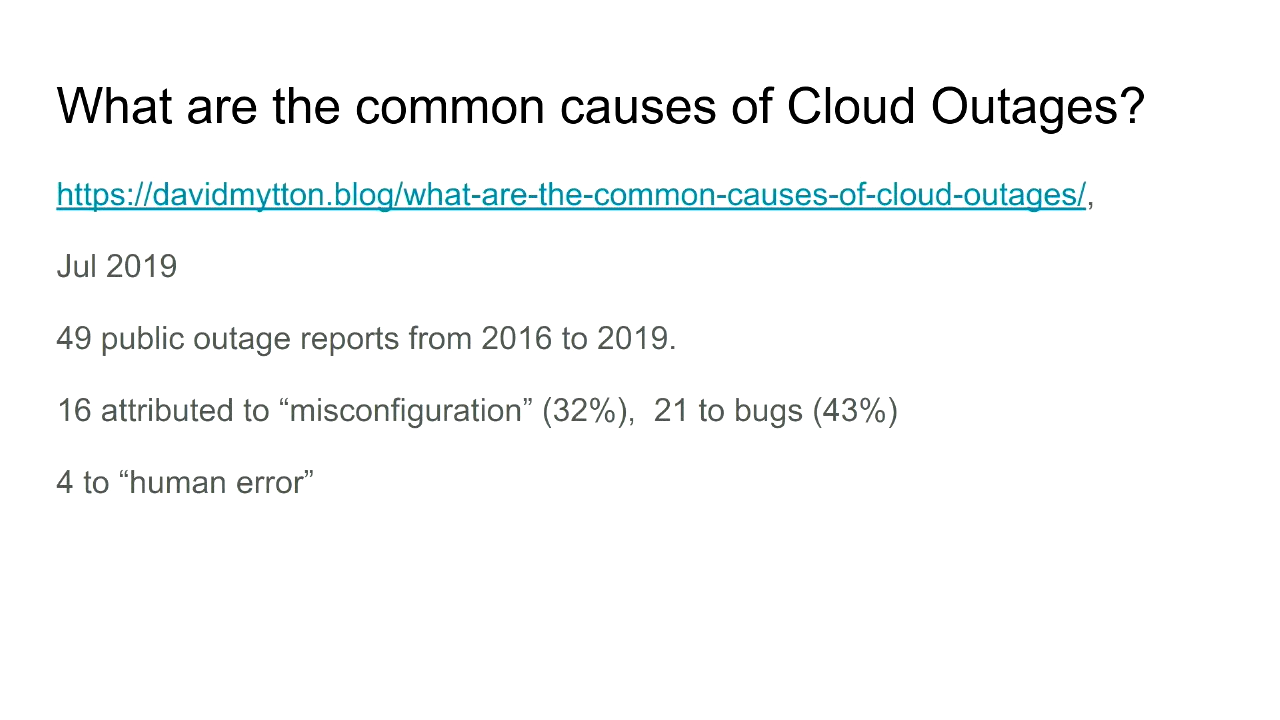 What are the common causes of Cloud Outages?
https://davidmytton.blog/what-are-the-common-causes-of-cloud-outages/,
Jul 2019
49 public outage reports from 2016 to 2019.
16 attributed to “misconfiguration” (32%),  21 to bugs (43%)
4 to “human error”